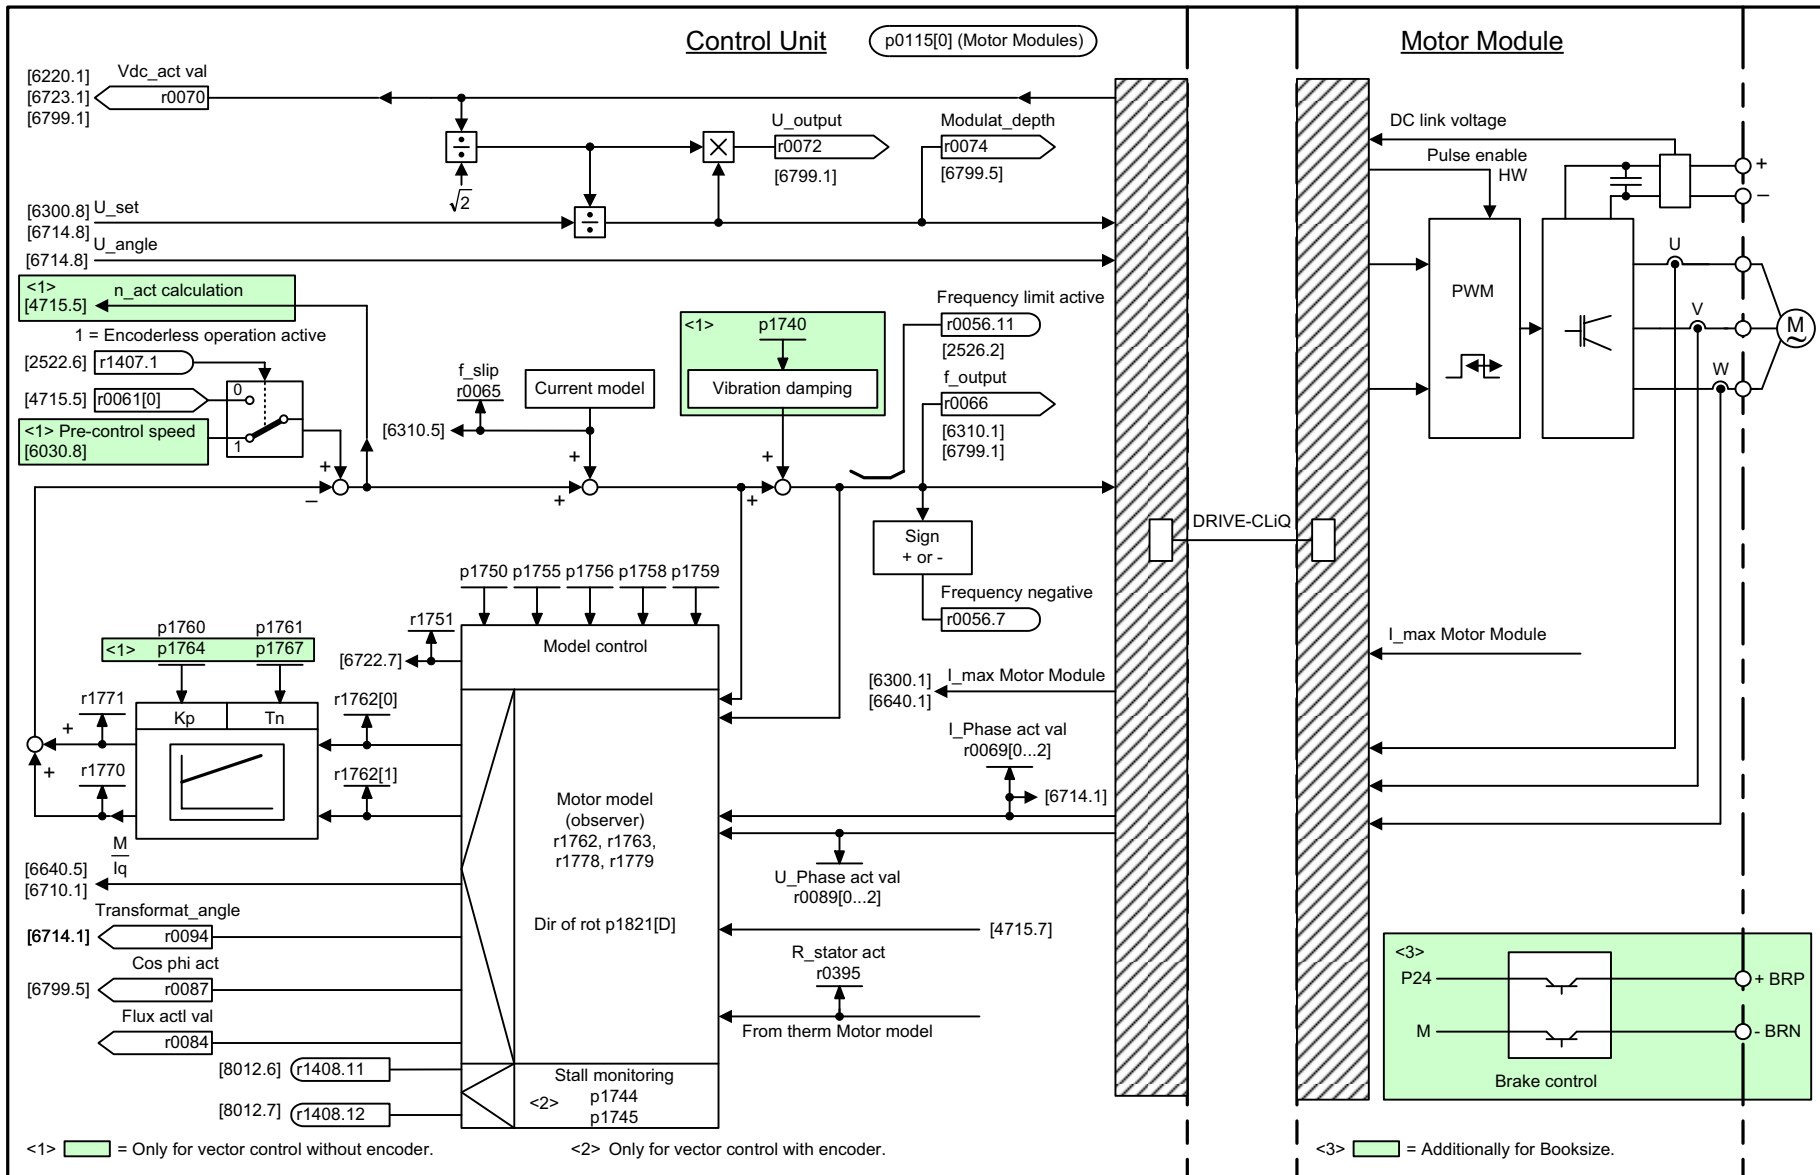 Control Unit
p0115[0] (Motor Modules)
Motor Module
[6220.1]
[6723.1]
[6799.1]
Vdc_act val
r0070
÷
√2
×
U_output
r0072
[6799.1]
Modulat_depth
r0074
[6799.5]
DC link voltage
Pulse enable
HW
+
–
[6300.8]
[6714.8]
U_set
÷
U_angle
[6714.8]
<1>
n_act calculation
[4715.5]
1 = Encoderless operation active
[2522.6]
r1407.1
[4715.5]
r0061[0]
0
1
<1> Pre-control speed
[6030.8]
+
–
f_slip
r0065
[6310.5]
Current model
+
+
<1>
p1740
Vibration damping
+
+
Frequency limit active
r0056.11
[2526.2]
f_output
r0066
[6310.1]
[6799.1]
Sign
+ or -
Frequency negative
r0056.7
DRIVE-CLiQ
PWM
U
V
W
M
~
p1750
p1755
p1756
p1758
p1759
r1751
[6722.7]
Model control
p1760
p1761
<1>
p1764
p1767
Kp
Tn
r1771
+
r1770
+
r1762[0]
r1762[1]
Motor model
(observer)
r1762, r1763,
r1778, r1779
Dir of rot p1821[D]
[6300.1]
[6640.1]
I_max Motor Module
I_max Motor Module
I_Phase act val
r0069[0...2]
[6714.1]
U_Phase act val
r0089[0...2]
[4715.7]
R_stator act
r0395
From therm Motor model
M
Iq
[6640.5]
[6710.1]
Transformat_angle
[6714.1]
r0094
Cos phi act
[6799.5]
r0087
Flux actl val
r0084
[8012.6]
r1408.11
[8012.7]
r1408.12
Stall monitoring
<2>
p1744
p1745
<3>
P24
M
+ BRP
- BRN
Brake control
<1>
= Only for vector control without encoder.
<2> Only for vector control with encoder.
<3>
= Additionally for Booksize.